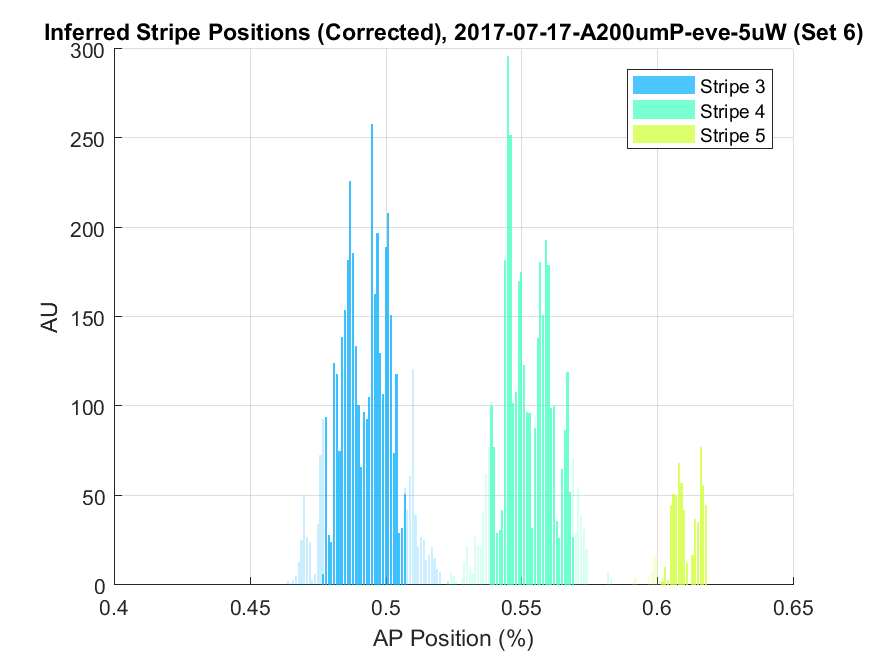 Inferred Stripe Positions (Corrected), 2017-07-17-A200umP-eve-5uW (Set 6)
300
250
200
150
100
50
0
AU
Stripe 3
Stripe 4
Stripe 5
0.4 0.45 0.5 0.55 0.6 0.65
AP Position (%)